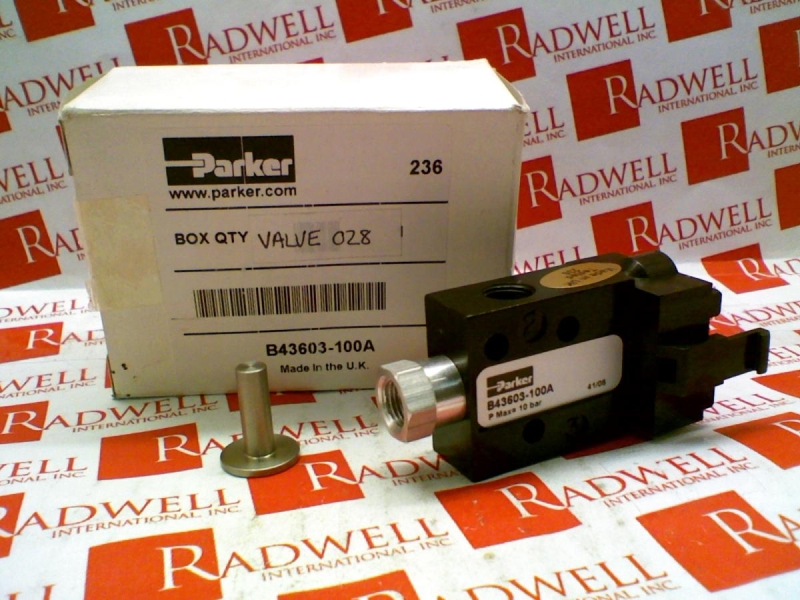 Parker
236
www.parker.com
BOX QTY VALVE 028
B43603-100A
Made In the U.K.
Parker
B43603-100A 41/05
P Max= 10 bar
RADWELL
INTERNATIONAL, INC.